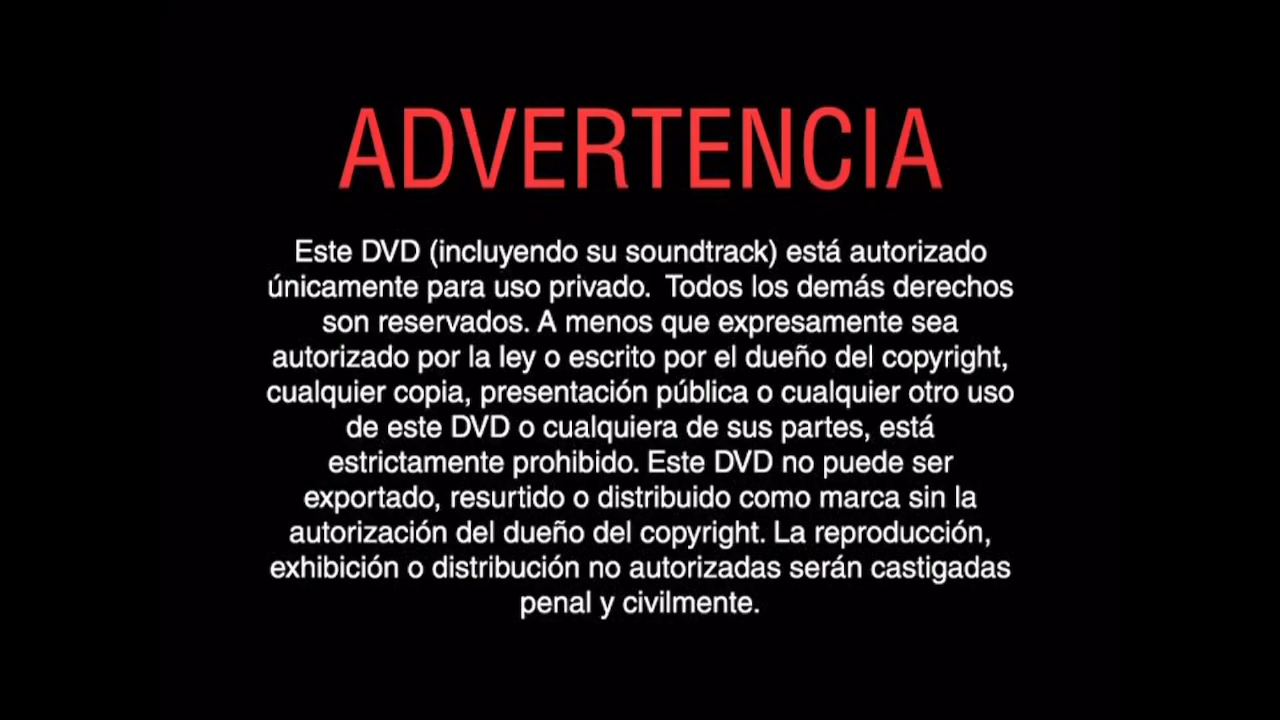 ADVERTENCIA
Este DVD (incluyendo su soundtrack) está autorizado
únicamente para uso privado.  Todos los demás derechos
son reservados. A menos que expresamente sea
autorizado por la ley o escrito por el dueño del copyright,
cualquier copia, presentación pública o cualquier otro uso
de este DVD o cualquiera de sus partes, está
estrictamente prohibido. Este DVD no puede ser
exportado, resurtido o distribuido como marca sin la
autorización del dueño del copyright. La reproducción,
exhibición o distribución no autorizadas serán castigadas
penal y civilmente.